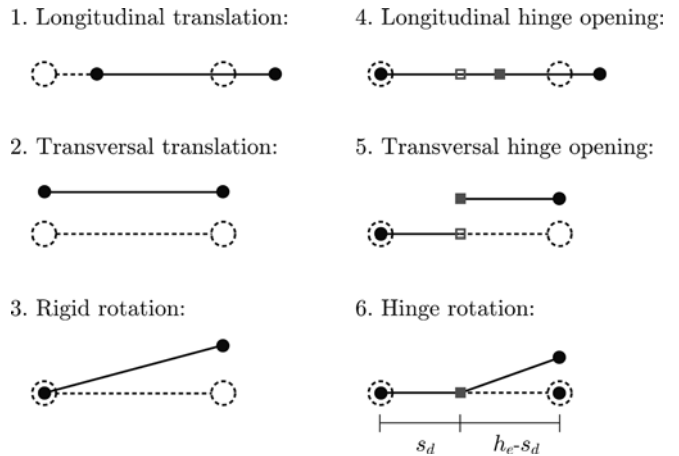 1. Longitudinal translation:
4. Longitudinal hinge opening:
2. Transversal translation:
5. Transversal hinge opening:
3. Rigid rotation:
6. Hinge rotation:
s_d
h_e-s_d